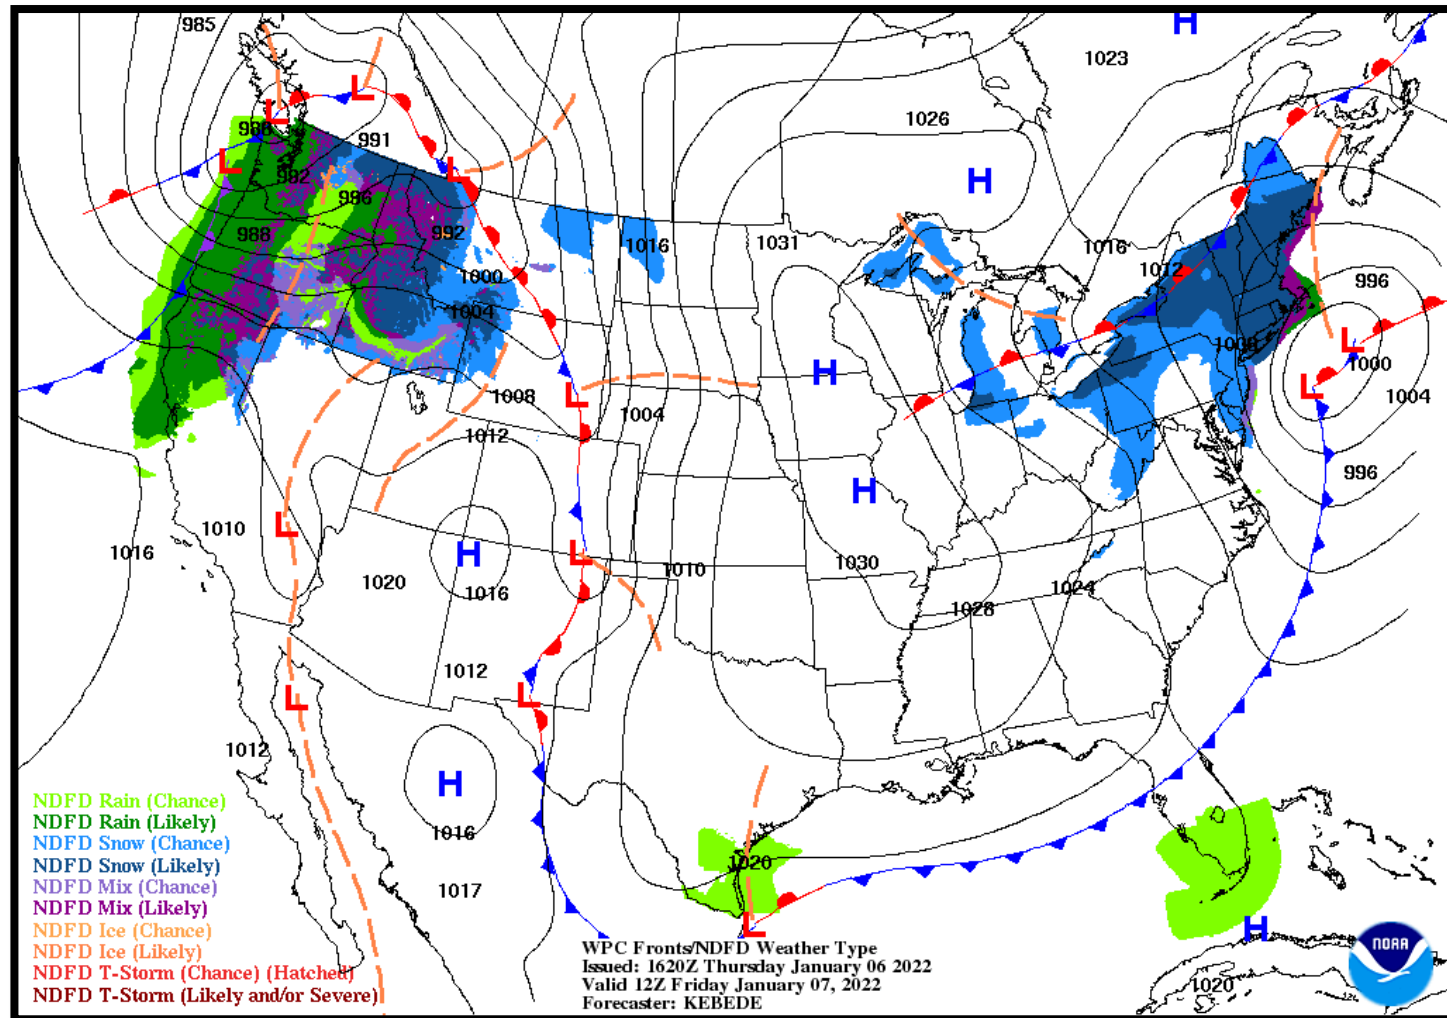 985
H
1023
L
L
988
991
1026
L
L
982
H
986
988
992
1016
1031
1016
1012
1000
996
1004
L
1008
1000
H
L
L
1008
1004
1004
1012
H
996
L
1010
1016
H
L
1010
1030
1020
1016
1024
1028
1012
L
L
1012
H
1016
1020
1017
L
H
1020
NDFD Rain (Chance)
NDFD Rain (Likely)
NDFD Snow (Chance)
NDFD Snow (Likely)
NDFD Mix (Chance)
NDFD Mix (Likely)
NDFD Ice (Chance)
NDFD Ice (Likely)
NDFD T-Storm (Chance) (Hatched)
NDFD T-Storm (Likely and/or Severe)
WPC Fronts/NDFD Weather Type
Issued: 1620Z Thursday January 06 2022
Valid 12Z Friday January 07, 2022
Forecaster: KEBEDE
NOAA